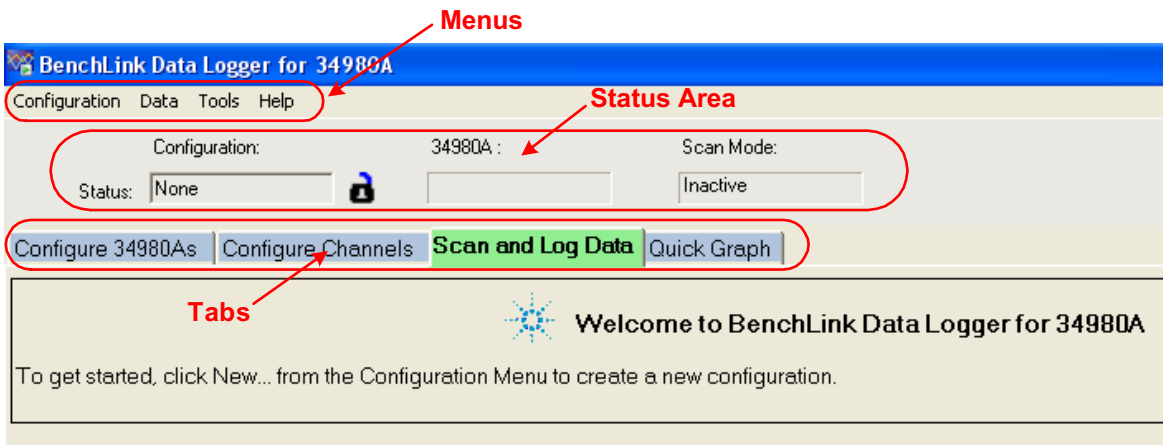 Menus
BenchLink Data Logger for 34980A
Configuration Data Tools Help
Status Area
Configuration: 34980A : Scan Mode:
Status: None Inactive
Configure 34980As Configure Channels Scan and Log Data Quick Graph
Tabs
Welcome to BenchLink Data Logger for 34980A
To get started, click New... from the Configuration Menu to create a new configuration.